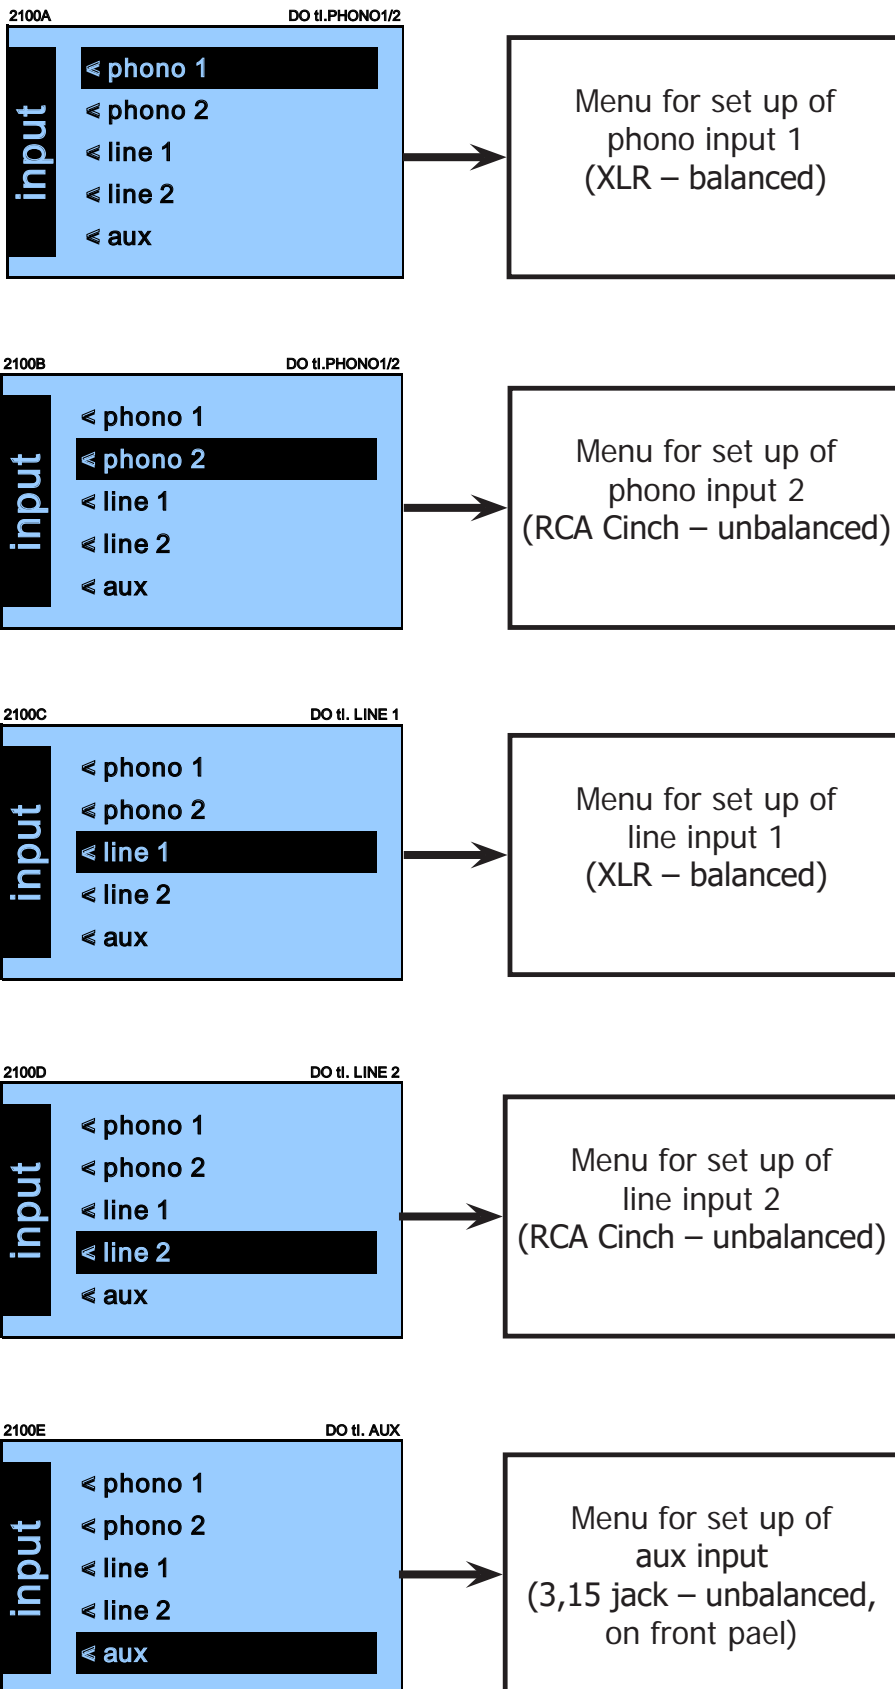 2100A DO tl.PHONO1/2
input
< phono 1
< phono 2
< line 1
< line 2
< aux
Menu for set up of
phono input 1
(XLR – balanced)
2100B DO tl.PHONO1/2
input
< phono 1
< phono 2
< line 1
< line 2
< aux
Menu for set up of
phono input 2
(RCA Cinch – unbalanced)
2100C DO tl. LINE 1
input
< phono 1
< phono 2
< line 1
< line 2
< aux
Menu for set up of
line input 1
(XLR – balanced)
2100D DO tl. LINE 2
input
< phono 1
< phono 2
< line 1
< line 2
< aux
Menu for set up of
line input 2
(RCA Cinch – unbalanced)
2100E DO tl. AUX
input
< phono 1
< phono 2
< line 1
< line 2
< aux
Menu for set up of
aux input
(3,15 jack – unbalanced,
on front pael)